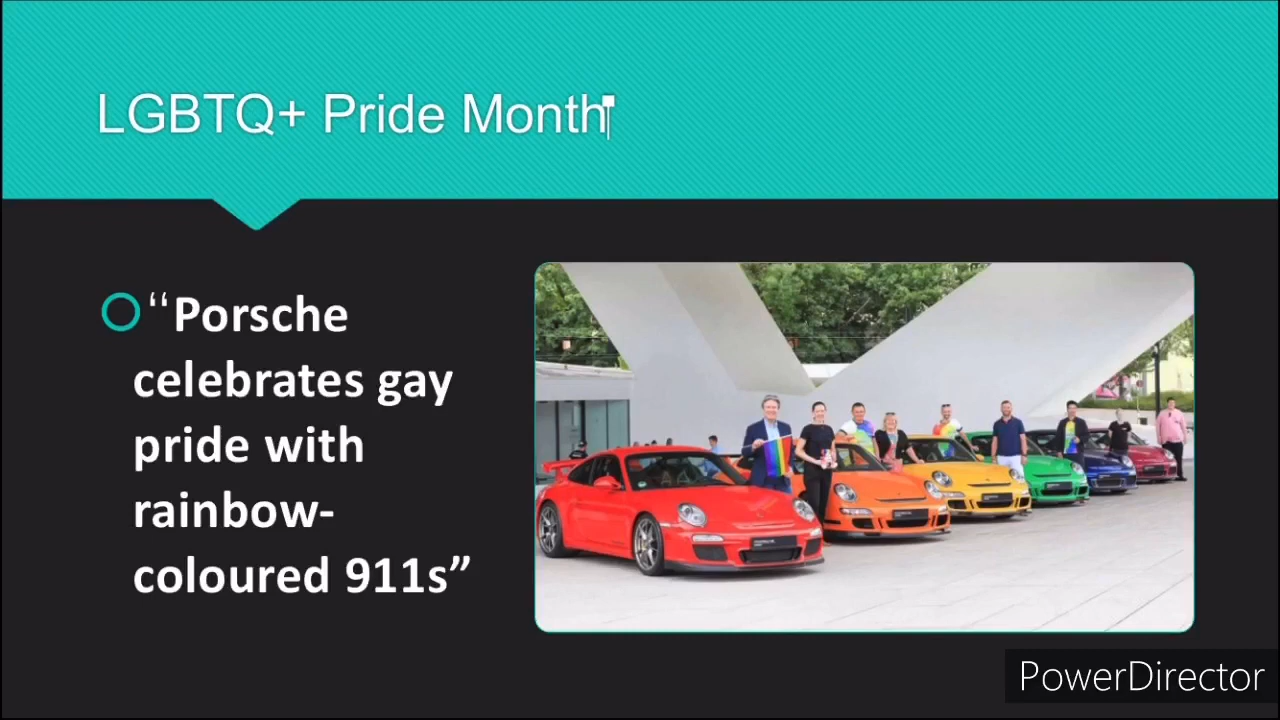 LGBTQ+ Pride Month
“Porsche
celebrates gay
pride with
rainbow-
coloured 911s”
PowerDirector